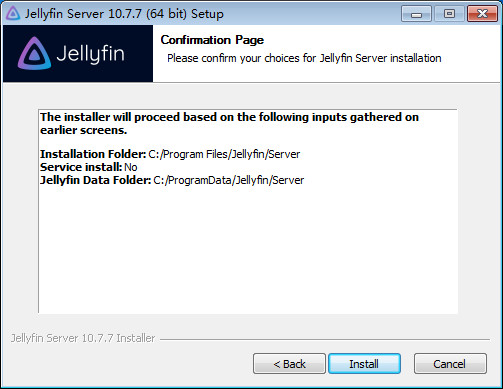 Jellyfin Server 10.7.7 (64 bit) Setup
Jellyfin
Confirmation Page
Please confirm your choices for Jellyfin Server installation
The installer will proceed based on the following inputs gathered on
earlier screens.
Installation Folder: C:/Program Files/Jellyfin/Server
Service install: No
Jellyfin Data Folder: C:/ProgramData/Jellyfin/Server
Jellyfin Server 10.7.7 Installer
< Back
Install
Cancel